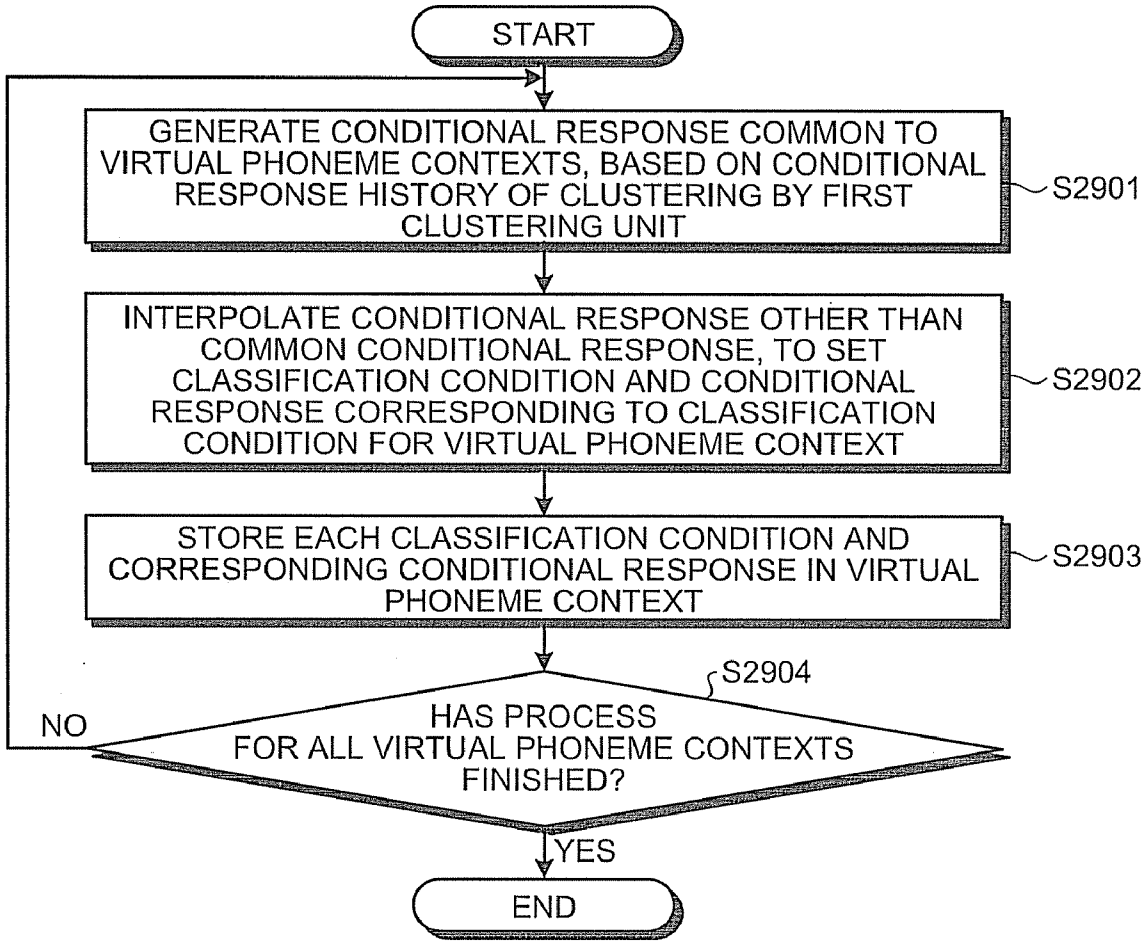 START
GENERATE CONDITIONAL RESPONSE COMMON TO
VIRTUAL PHONEME CONTEXTS, BASED ON CONDITIONAL
RESPONSE HISTORY OF CLUSTERING BY FIRST
CLUSTERING UNIT
S2901
INTERPOLATE CONDITIONAL RESPONSE OTHER THAN
COMMON CONDITIONAL RESPONSE, TO SET
CLASSIFICATION CONDITION AND CONDITIONAL
RESPONSE CORRESPONDING TO CLASSIFICATION
CONDITION FOR VIRTUAL PHONEME CONTEXT
S2902
STORE EACH CLASSIFICATION CONDITION AND
CORRESPONDING CONDITIONAL RESPONSE IN VIRTUAL
PHONEME CONTEXT
S2903
S2904
NO
HAS PROCESS
FOR ALL VIRTUAL PHONEME CONTEXTS
FINISHED?
YES
END